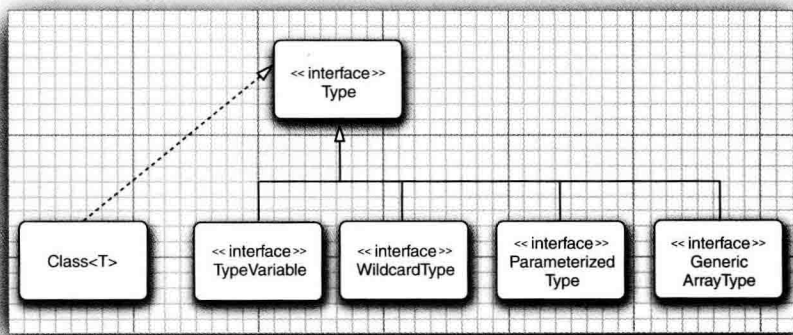 << interface >>
Type
Class<T>
<< interface >>
TypeVariable
<< interface >>
WildcardType
<< interface >>
Parameterized
Type
<< interface >>
Generic
ArrayType